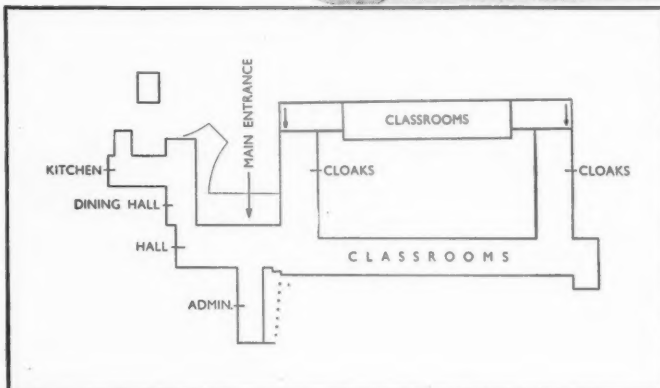 MAIN ENTRANCE
CLASSROOMS
KITCHEN
CLOAKS
CLOAKS
DINING HALL
HALL
CLASSROOMS
ADMIN.